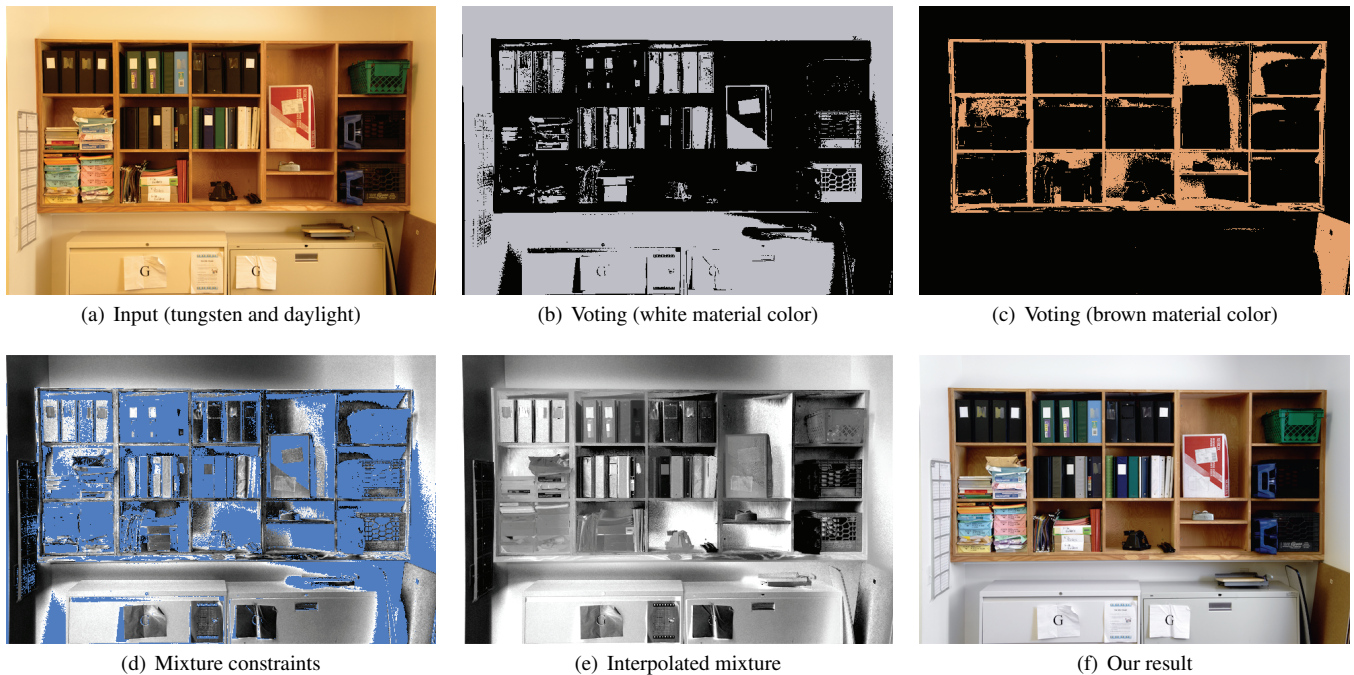 G
G
(a) Input (tungsten and daylight)
G
(b) Voting (white material color)
(c) Voting (brown material color)
(d) Mixture constraints
(e) Interpolated mixture
G
G
(f) Our result